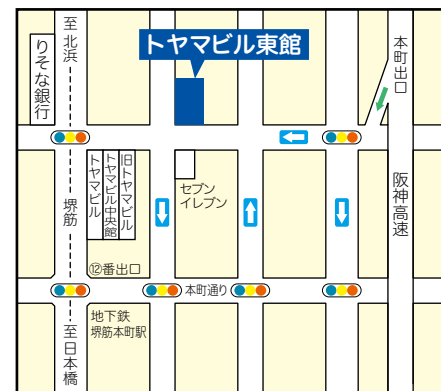 至北浜
りそな銀行
トヤマビル東館
本町出口
セブン
イレブン
旧トヤマビル
トヤマビル中央館
トヤマビル
堺筋
阪神高速
⑫番出口
本町通り
地下鉄
堺筋本町駅
至日本橋